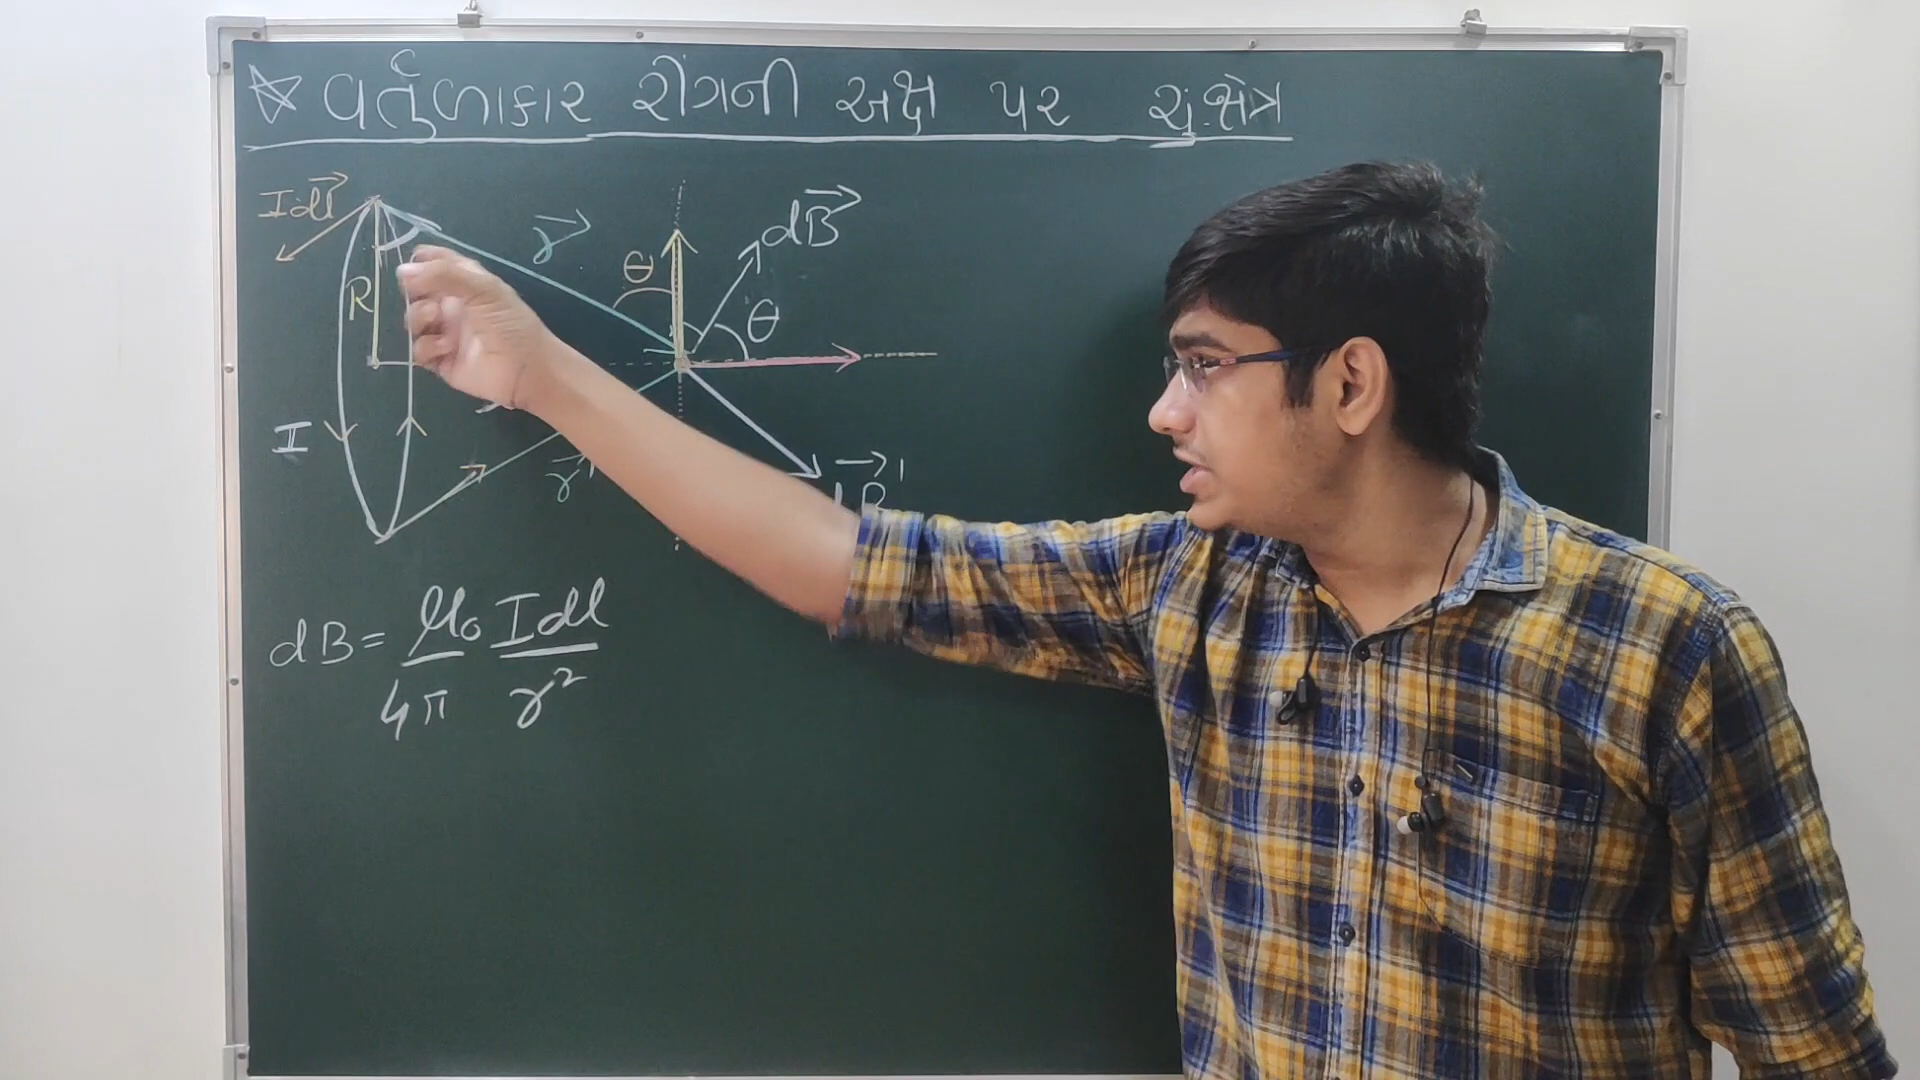 ☆ વર્તુળાકાર રીંગની અક્ષ પર ચું.ક્ષેત્ર
Idl
r
dB
θ
R
θ
I
r'
dB = μ₀/4π Idl/r²